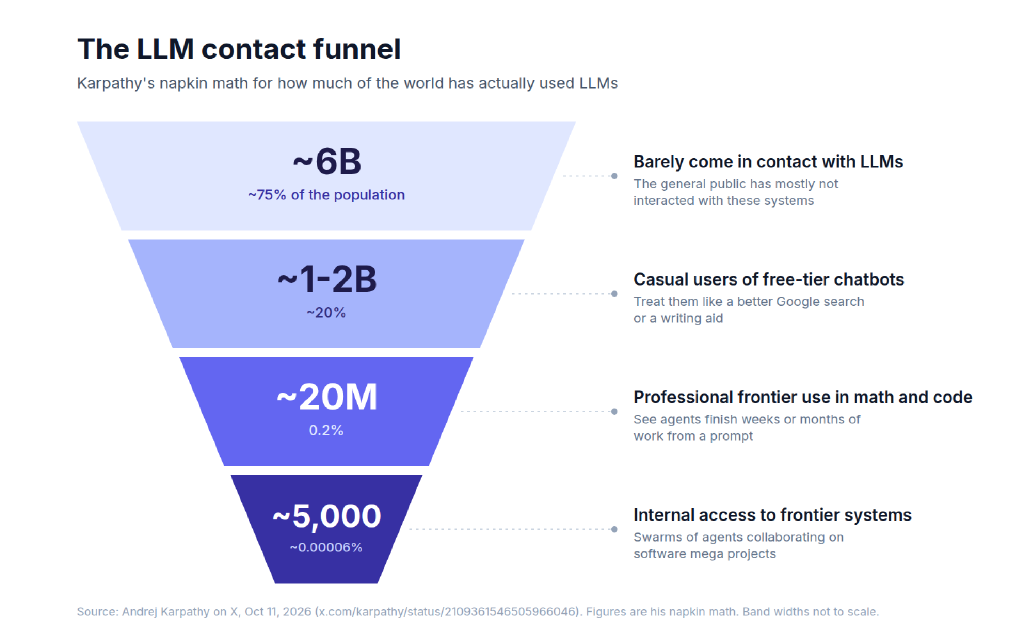 The LLM contact funnel
Karpathy's napkin math for how much of the world has actually used LLMs
~6B
~75% of the population
Barely come in contact with LLMs
The general public has mostly not
interacted with these systems
~1-2B
~20%
Casual users of free-tier chatbots
Treat them like a better Google search
or a writing aid
~20M
0.2%
Professional frontier use in math and code
See agents finish weeks or months of
work from a prompt
~5,000
~0.00006%
Internal access to frontier systems
Swarms of agents collaborating on
software mega projects
Source: Andrej Karpathy on X, Oct 11, 2026 (x.com/karpathy/status/2109361546505966046). Figures are his napkin math. Band widths not to scale.